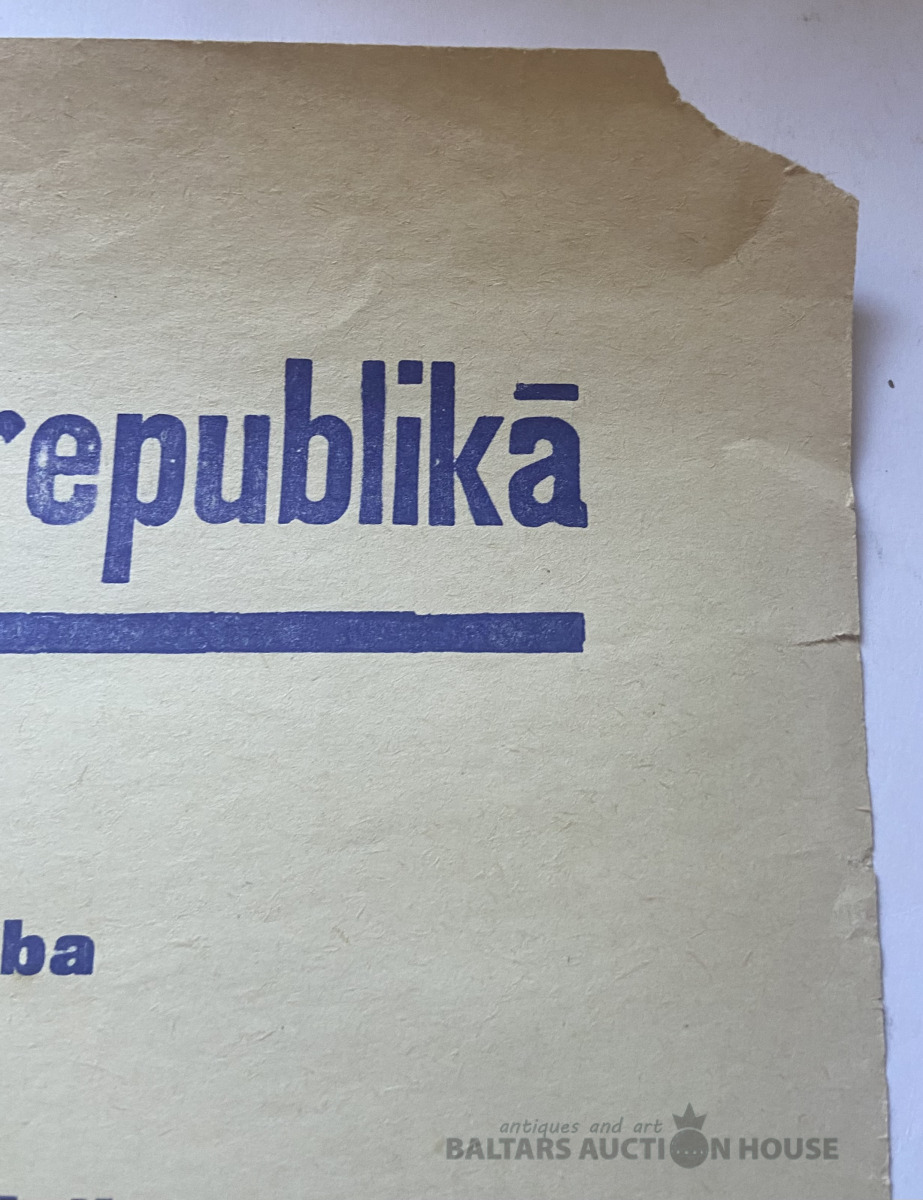 republikā
ba
antiques and art
BALTARS AUCTION HOUSE